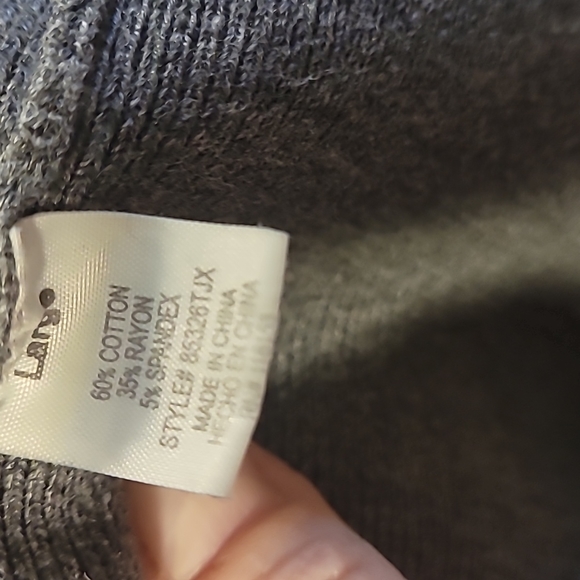 Large
60% COTTON
35% RAYON
5% SPANDEX
STYLE# 85326TJX
MADE IN CHINA
HECHO EN CHINA